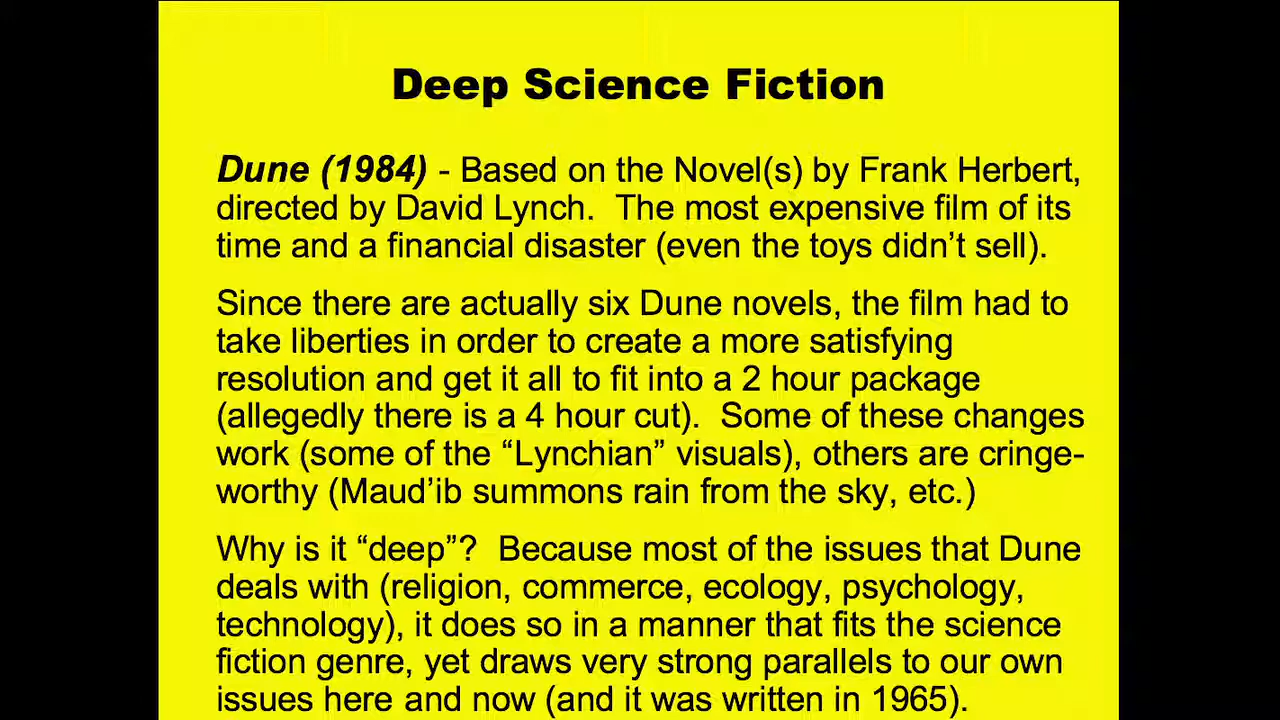 Deep Science Fiction
Dune (1984) - Based on the Novel(s) by Frank Herbert,
directed by David Lynch.  The most expensive film of its
time and a financial disaster (even the toys didn’t sell).
Since there are actually six Dune novels, the film had to
take liberties in order to create a more satisfying
resolution and get it all to fit into a 2 hour package
(allegedly there is a 4 hour cut).  Some of these changes
work (some of the “Lynchian” visuals), others are cringe-
worthy (Maud’ib summons rain from the sky, etc.)
Why is it “deep”?  Because most of the issues that Dune
deals with (religion, commerce, ecology, psychology,
technology), it does so in a manner that fits the science
fiction genre, yet draws very strong parallels to our own
issues here and now (and it was written in 1965).